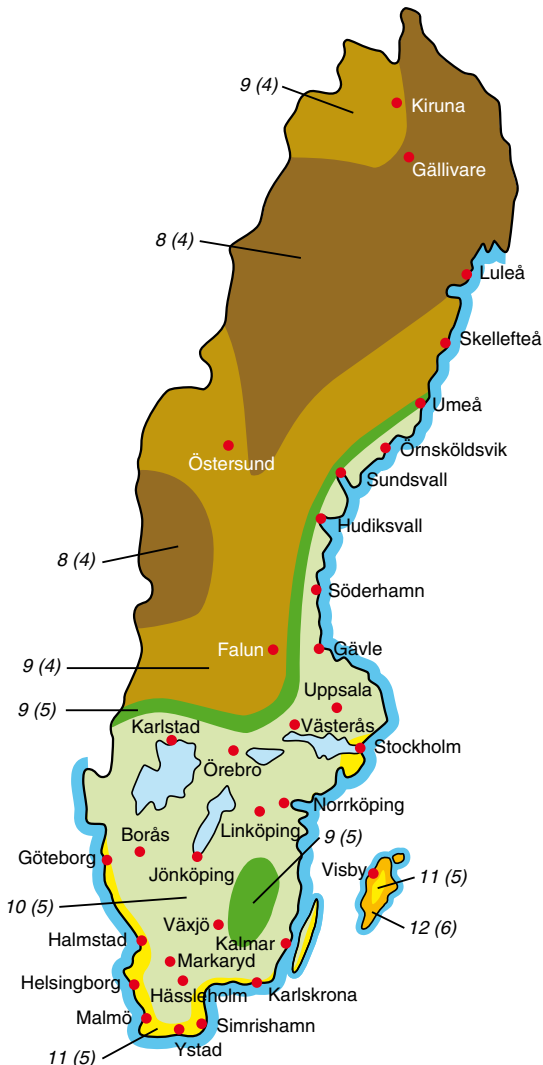 9 (4)
Kiruna
Gällivare
8 (4)
Luleå
Skellefteå
Umeå
Östersund
Örnsköldsvik
Sundsvall
Hudiksvall
8 (4)
Söderhamn
Falun
Gävle
9 (4)
Uppsala
9 (5)
Karlstad
Västerås
Stockholm
Örebro
Norrköping
Linköping
Borås
9 (5)
Göteborg
Jönköping
Visby
11 (5)
10 (5)
12 (6)
Växjö
Halmstad
Kalmar
Markaryd
Helsingborg
Hässleholm
Karlskrona
Malmö
Simrishamn
Ystad
11 (5)